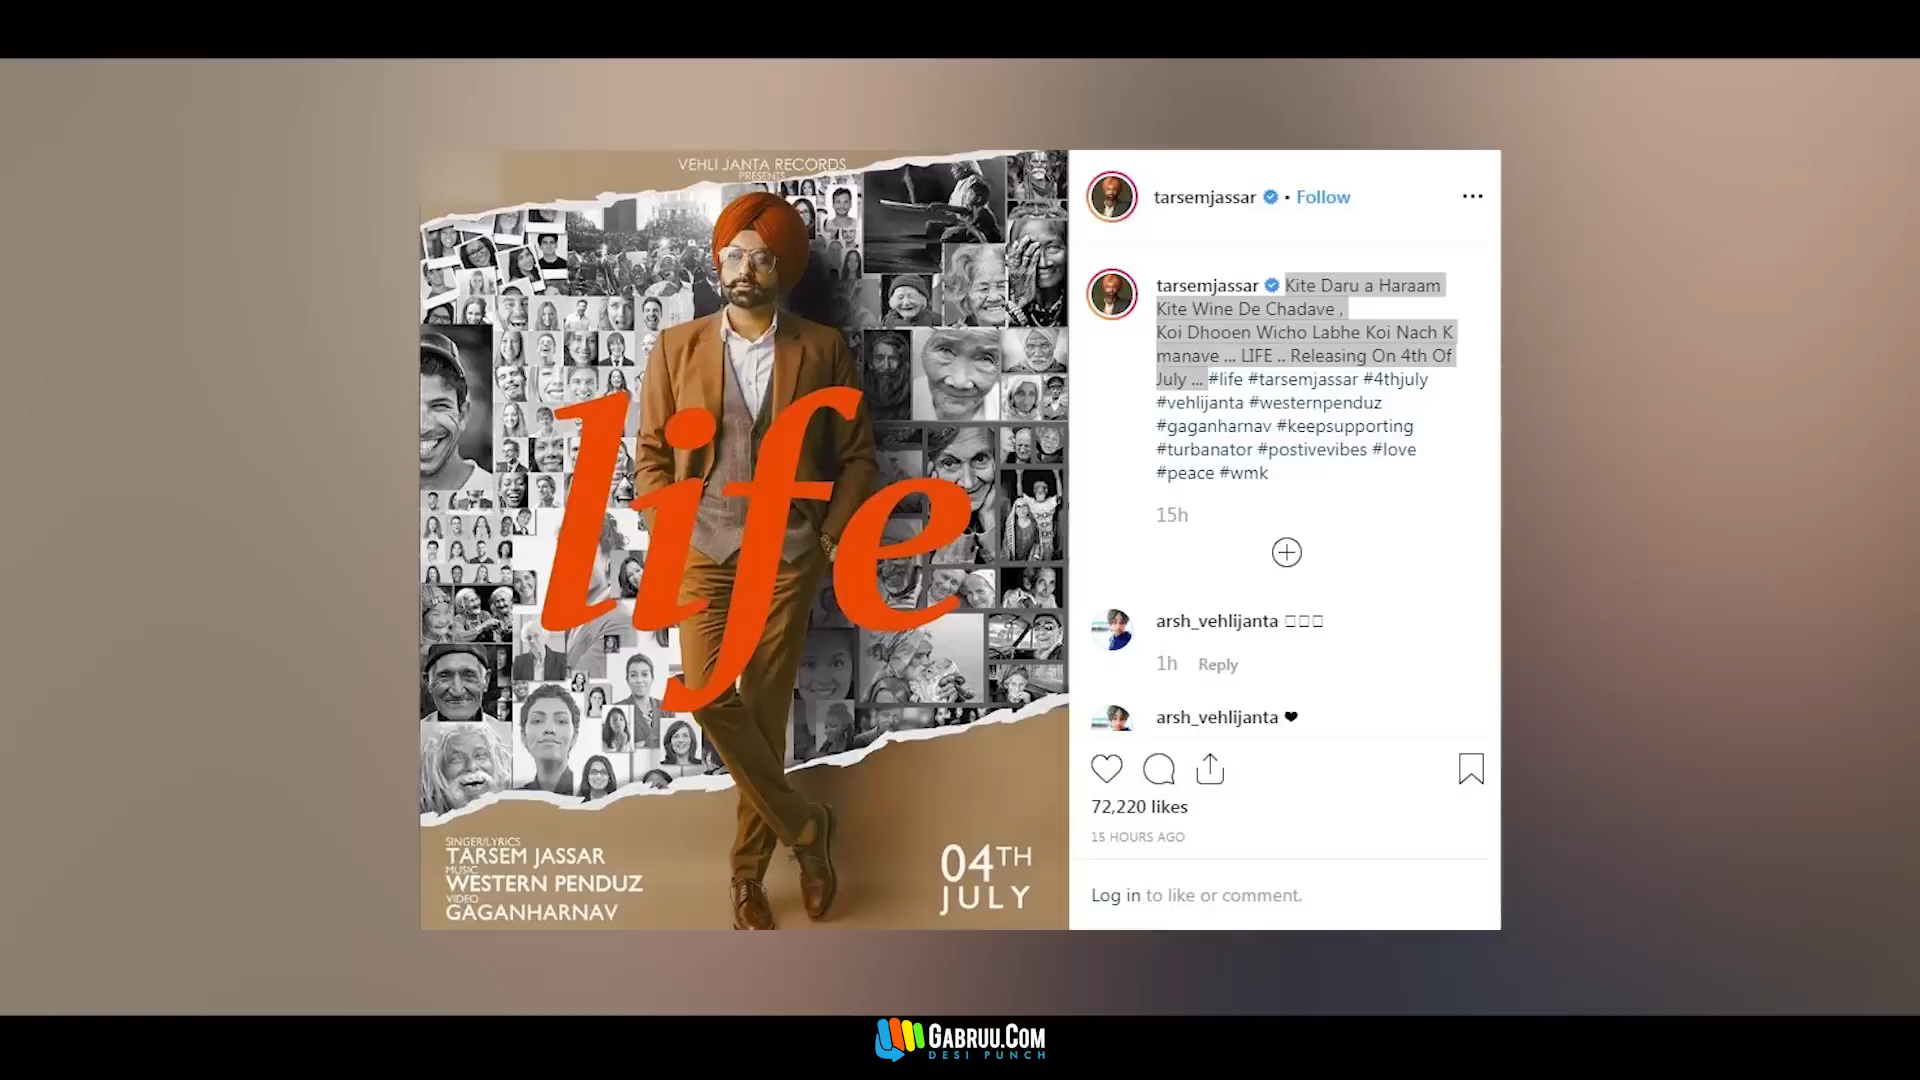 VEHLI JANTA RECORDS
PRESENTS
life
SINGER/LYRICS
TARSEM JASSAR
MUSIC
WESTERN PENDUZ
VIDEO
GAGANHARNAV
04TH
JULY
tarsemjassar • Follow
tarsemjassar Kite Daru a Haraam
Kite Wine De Chadave ,
Koi Dhooen Wicho Labhe Koi Nach K
manave ... LIFE .. Releasing On 4th Of
July ... #life #tarsemjassar #4thjuly
#vehlijanta #westernpenduz
#gaganharnav #keepsupporting
#turbanator #postivevibes #love
#peace #wmk
15h
arsh_vehlijanta
1h Reply
arsh_vehlijanta ❤
72,220 likes
15 HOURS AGO
Log in to like or comment.
GABRUU.COM
DESI PUNCH